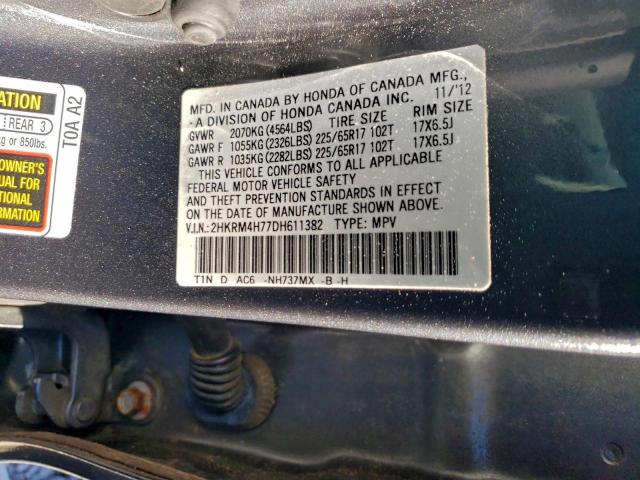 MFD. IN CANADA BY HONDA OF CANADA MFG.,
A DIVISION OF HONDA CANADA INC. 11/'12
GVWR 2070KG (4564LBS) TIRE SIZE RIM SIZE
GAWR F 1055KG (2326LBS) 225/65R17 102T 17X6.5J
GAWR R 1035KG (2282LBS) 225/65R17 102T 17X6.5J
THIS VEHICLE CONFORMS TO ALL APPLICABLE
FEDERAL MOTOR VEHICLE SAFETY
AND THEFT PREVENTION STANDARDS IN EFFECT
ON THE DATE OF MANUFACTURE SHOWN ABOVE.
V.I.N.: 2HKRM4H77DH611382 TYPE: MPV
T1N D AC6 -NH737MX -B -H
ATION
REAR 3
kg or 850lbs.
OWNER'S
NUAL FOR
TIONAL
ORMATION
T0A A2